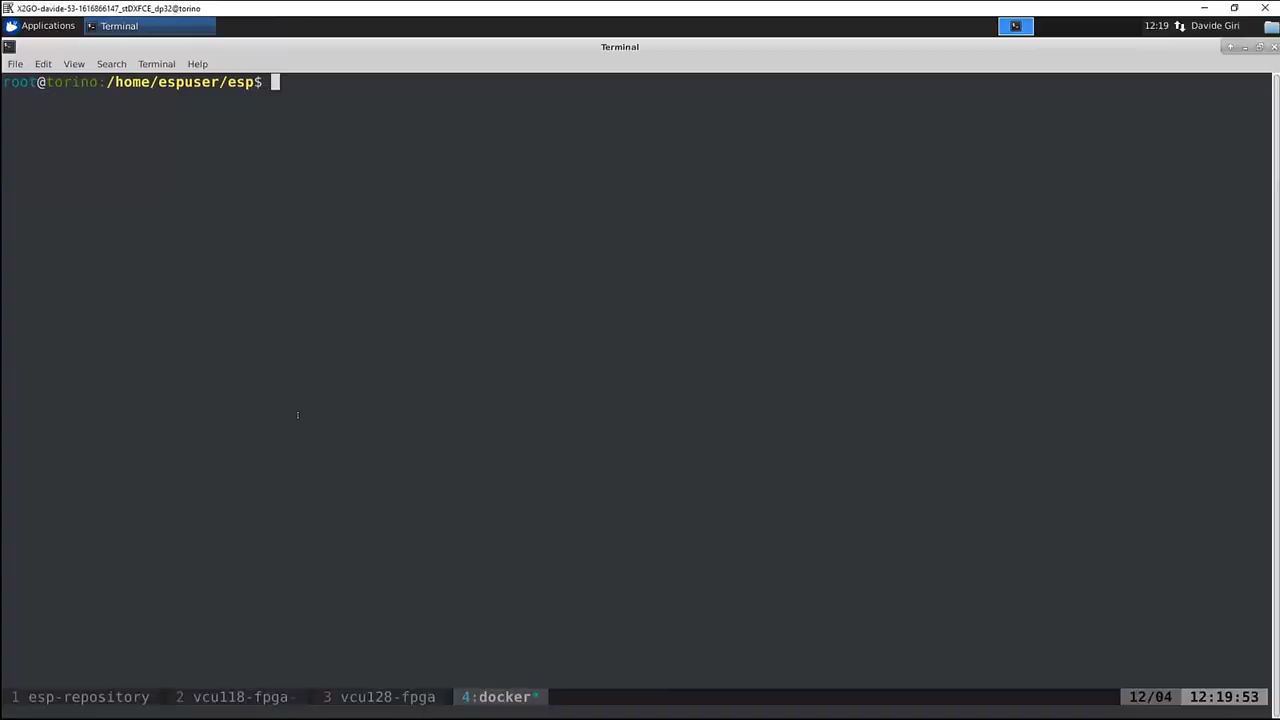 X2GO-davide-53-1616866147_stDXFCE_dp32@torino
Applications Terminal 12:19 Davide Giri
Terminal
File Edit View Search Terminal Help
root@torino:/home/espuser/esp$
1 esp-repository 2 vcu118-fpga- 3 vcu128-fpga 4:docker* 12/04 12:19:53